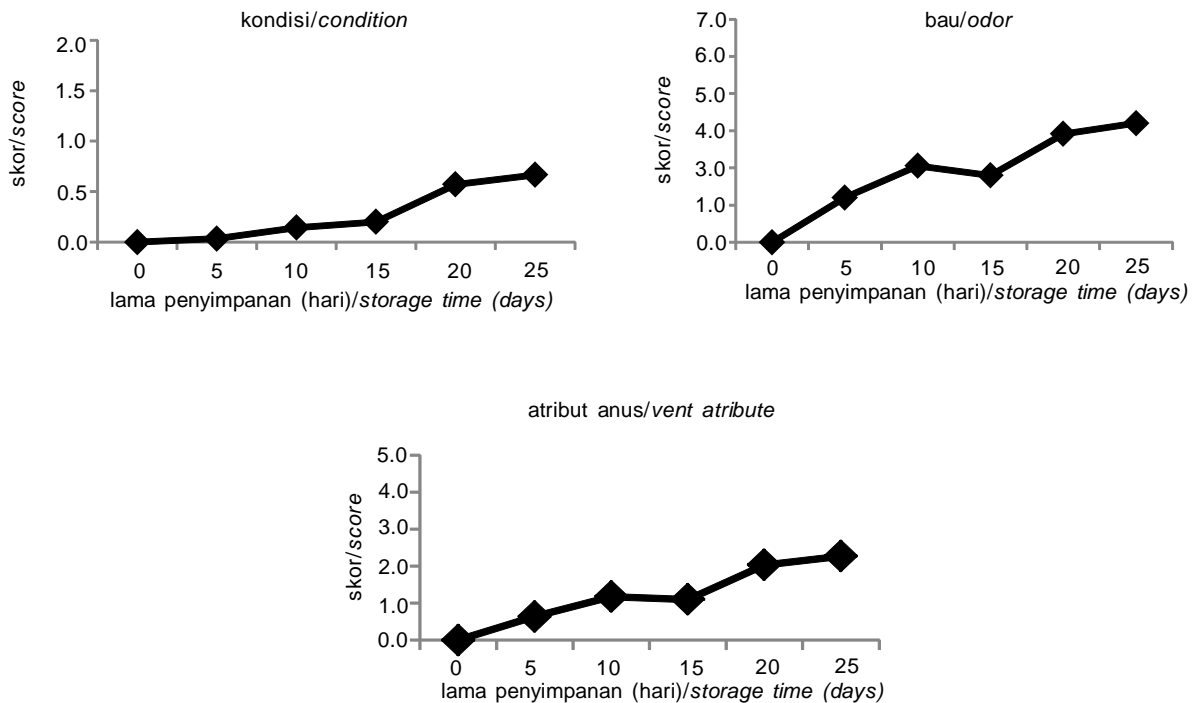 kondisi/condition
2.0
1.5
1.0
0.5
0.0
skor/score
0 5 10 15 20 25
lama penyimpanan (hari)/storage time (days)
bau/odor
7.0
6.0
5.0
4.0
3.0
1.0
0.0
skor/score
0 5 10 15 20 25
lama penyimpanan (hari)/storage time (days)
atribut anus/vent atribute
5.0
4.0
3.0
2.0
1.0
0.0
skor/score
0 5 10 15 20 25
lama penyimpanan (hari)/storage time (days)